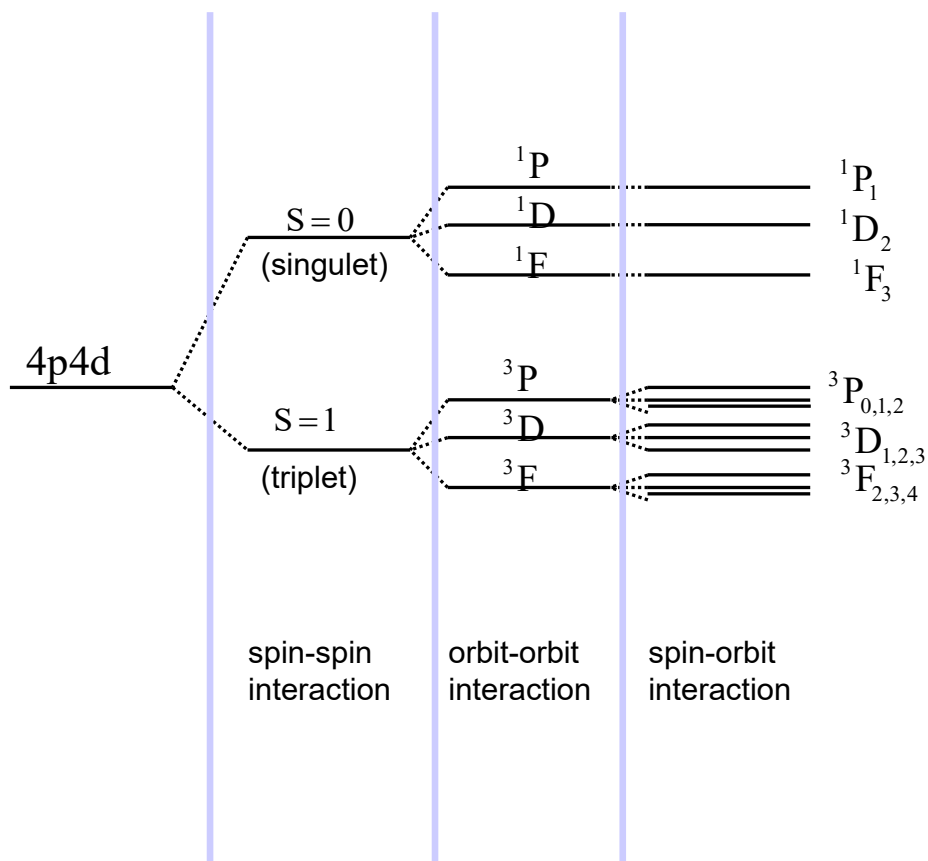 ¹P
¹P₁
S = 0
¹D
¹D₂
(singulet)
¹F
¹F₃
4p4d
³P
³P₀,₁,₂
S = 1
³D
³D₁,₂,₃
(triplet)
³F
³F₂,₃,₄
spin-spin
interaction
orbit-orbit
interaction
spin-orbit
interaction